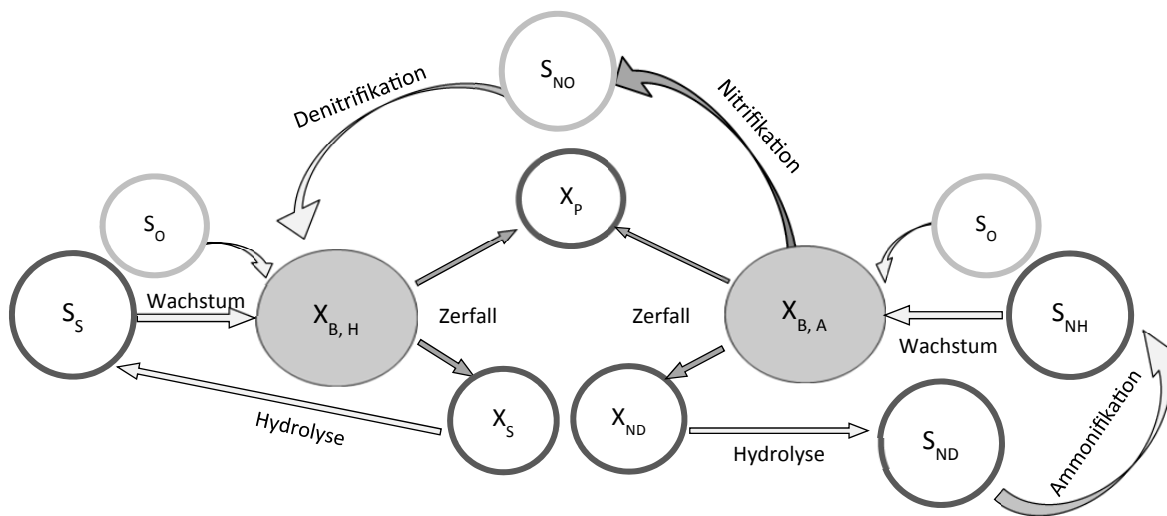 S_NO
Denitrifikation
Nitrifikation
X_P
S_O
S_O
S_S
Wachstum
X_B, H
Zerfall
Zerfall
X_B, A
Wachstum
S_NH
Hydrolyse
X_S
X_ND
Hydrolyse
S_ND
Ammonifikation